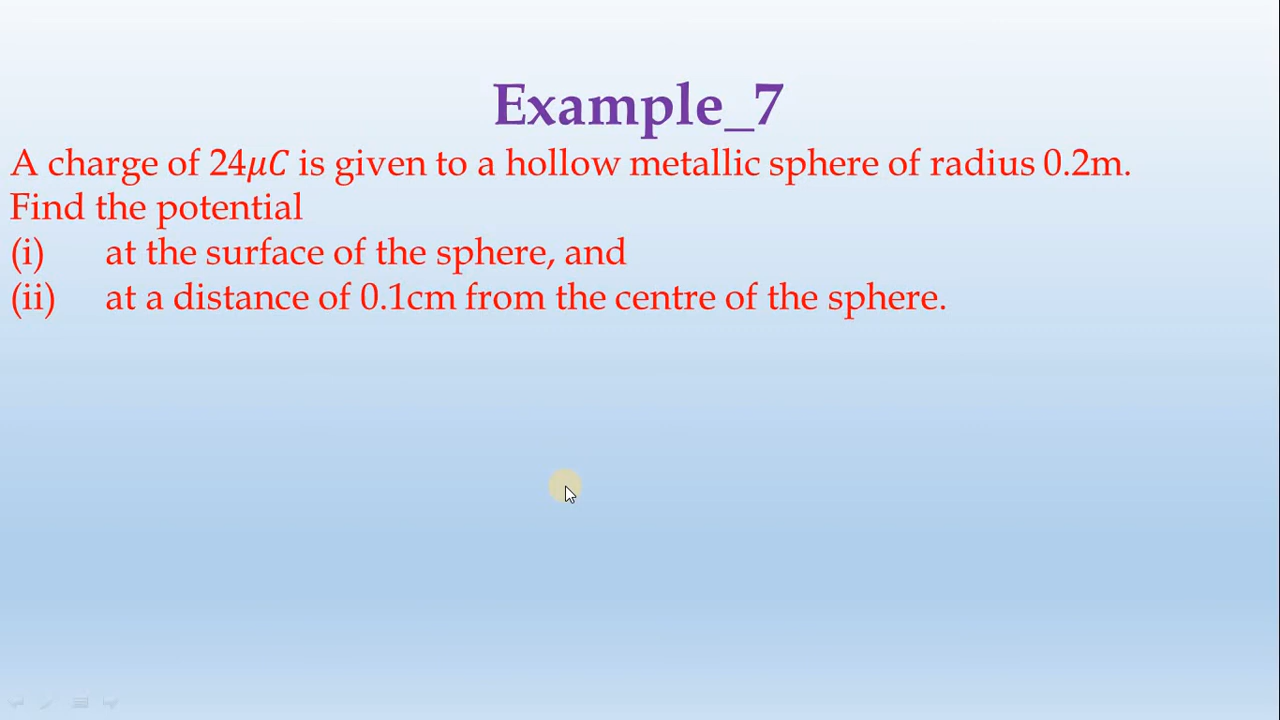 Example_7
A charge of 24𝜇𝐶 is given to a hollow metallic sphere of radius 0.2m.
Find the potential
(i) at the surface of the sphere, and
(ii) at a distance of 0.1cm from the centre of the sphere.